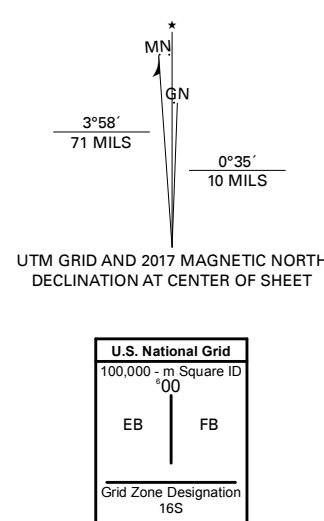 MN
GN
3°58´
71 MILS
0°35´
10 MILS
UTM GRID AND 2017 MAGNETIC NORTH
DECLINATION AT CENTER OF SHEET
U.S. National Grid
100,000 - m Square ID
⁶00
EB FB
Grid Zone Designation
16S